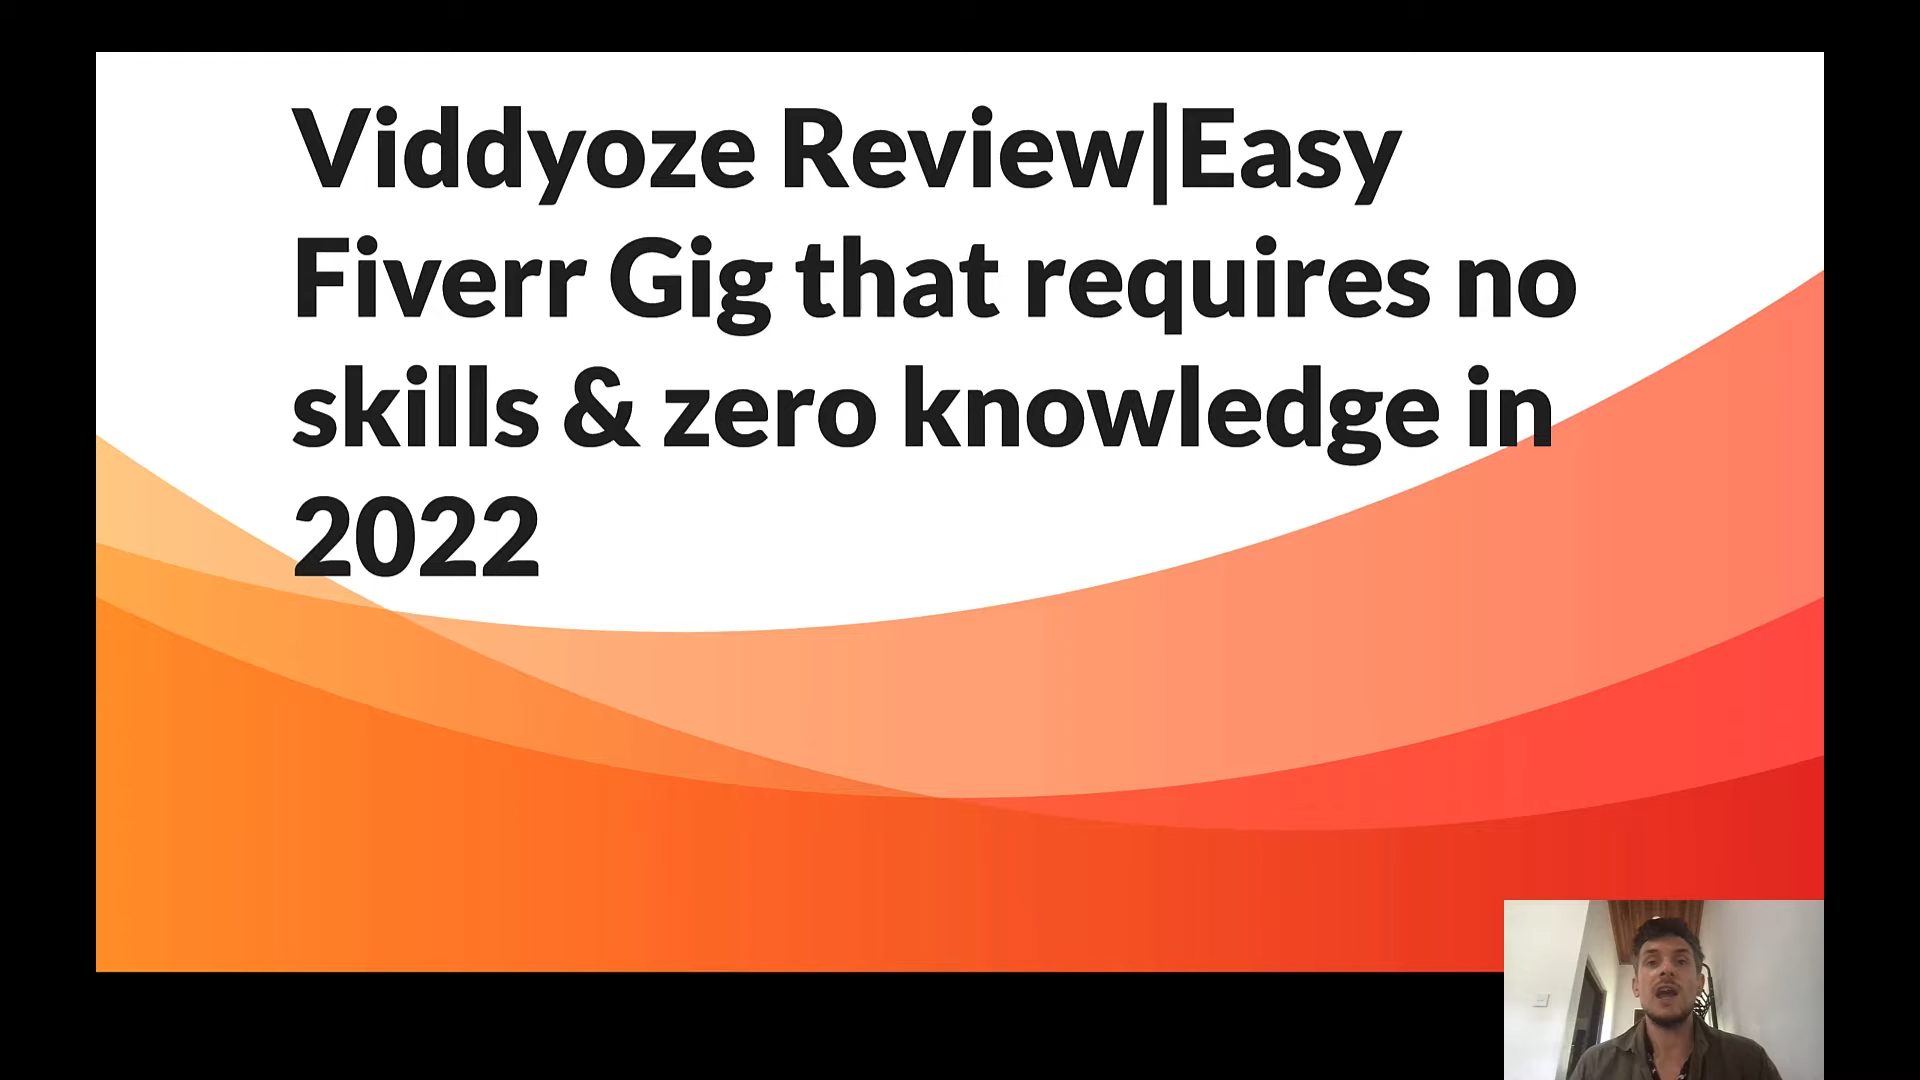 Viddyoze Review|Easy
Fiverr Gig that requires no
skills & zero knowledge in
2022